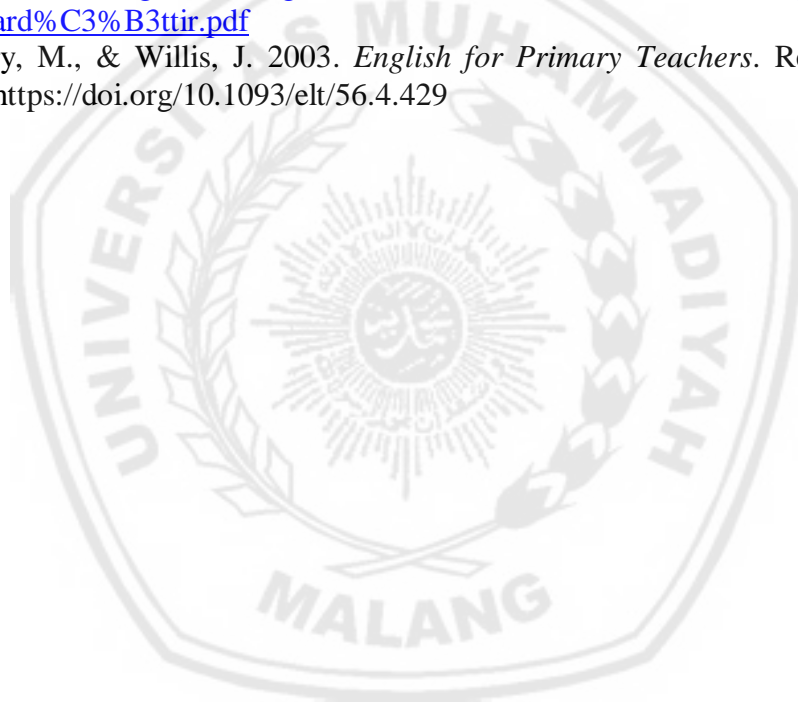 ard%C3%B3ttir.pdf
y, M., & Willis, J. 2003. English for Primary Teachers. R
https://doi.org/10.1093/elt/56.4.429
UNIVERSITAS MUHAMMADIYAH
MALANG